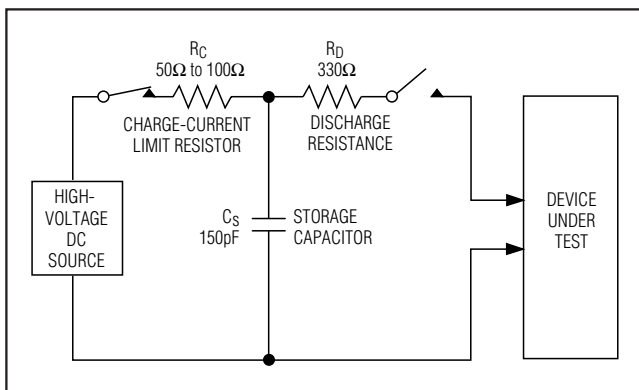 RC
50Ω to 100Ω
CHARGE-CURRENT
LIMIT RESISTOR
RD
330Ω
DISCHARGE
RESISTANCE
HIGH-
VOLTAGE
DC
SOURCE
CS
150pF
STORAGE
CAPACITOR
DEVICE
UNDER
TEST